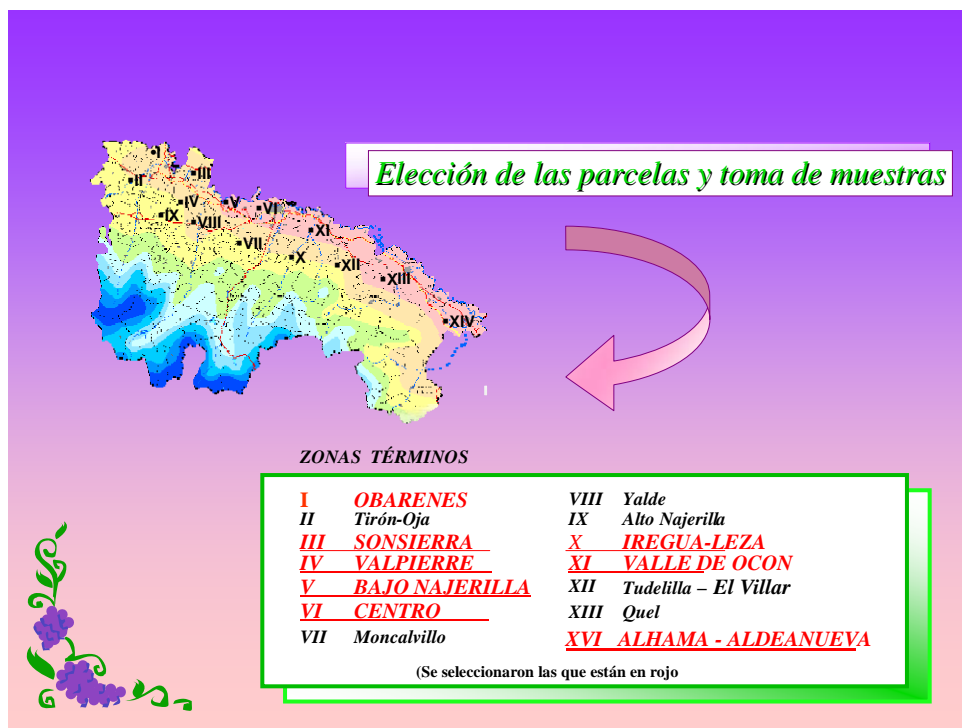 Elección de las parcelas y toma de muestras
•I
▪II
▪III
▪IV
▪V
▪VI
▪IX
▪VIII
▪XI
▪VII
▪X
▪XII
▪XIII
▪XIV
ZONAS TÉRMINOS
I OBARENES
II Tirón-Oja
III SONSIERRA
IV VALPIERRE
V BAJO NAJERILLA
VI CENTRO
VII Moncalvillo
VIII Yalde
IX Alto Najerilla
X IREGUA-LEZA
XI VALLE DE OCON
XII Tudelilla – El Villar
XIII Quel
XVI ALHAMA - ALDEANUEVA
(Se seleccionaron las que están en rojo